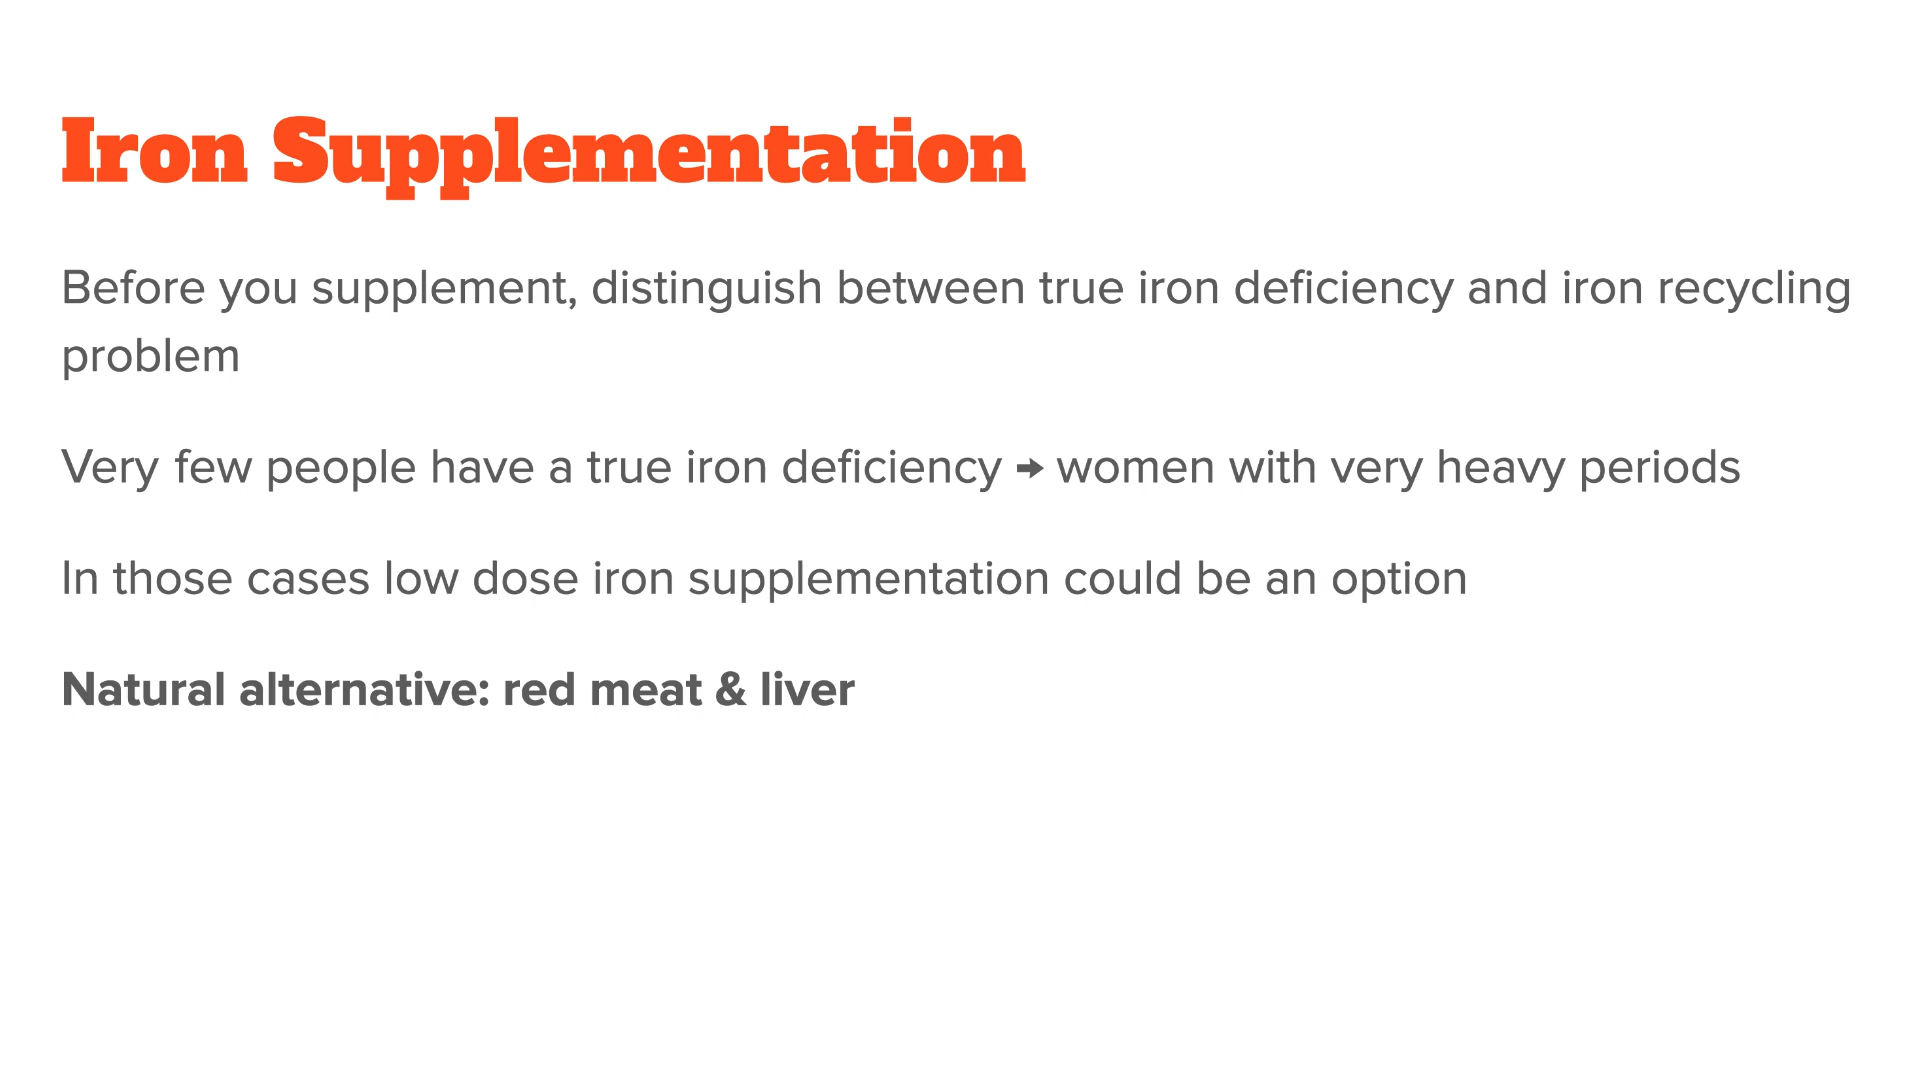 Iron Supplementation
Before you supplement, distinguish between true iron deficiency and iron recycling
problem
Very few people have a true iron deficiency → women with very heavy periods
In those cases low dose iron supplementation could be an option
Natural alternative: red meat & liver